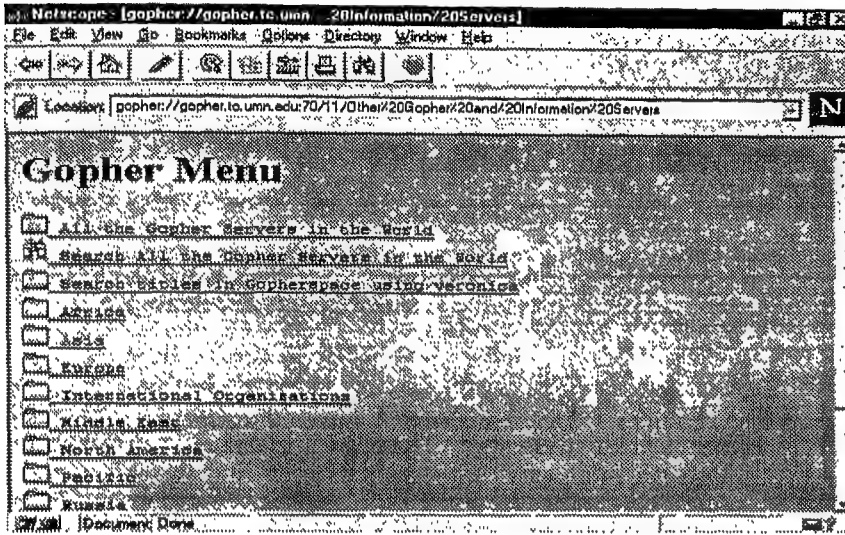 Netscape - [gopher://gopher.tc.umn...20Information%20Servers]
File Edit View Go Bookmarks Options Directory Window Help
Location: gopher://gopher.tc.umn.edu:70/11/Other%20Gopher%20and%20Information%20Servers
N
Gopher Menu
All the Gopher Servers in the World
Search All the Gopher Servers in the World
Search titles in Gopherspace using veronica
Africa
Asia
Europe
International Organizations
Middle East
North America
Pacific
Russia
Document: Done